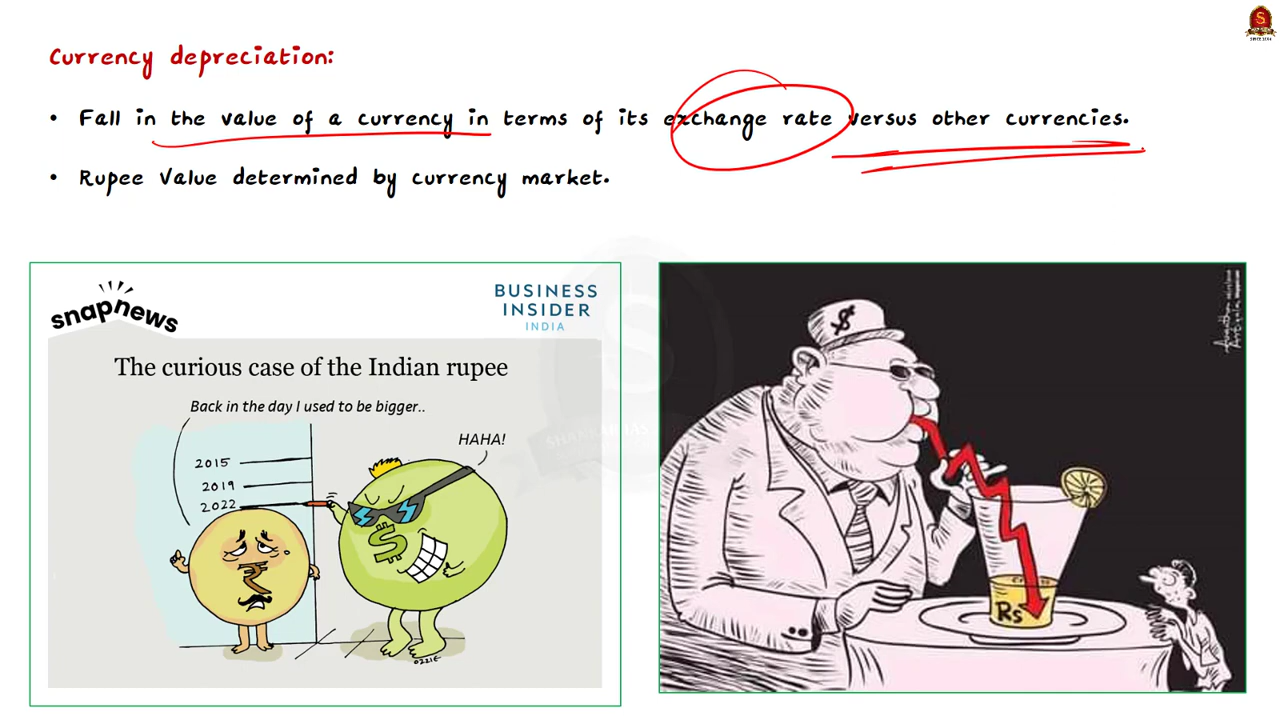 Currency depreciation:
• Fall in the value of a currency in terms of its exchange rate versus other currencies.
• Rupee Value determined by currency market.
snapnews
BUSINESS
INSIDER
INDIA
The curious case of the Indian rupee
Back in the day I used to be bigger..
HAHA!
2015
2019
2022
₹
$
OZZIE
$
Rs